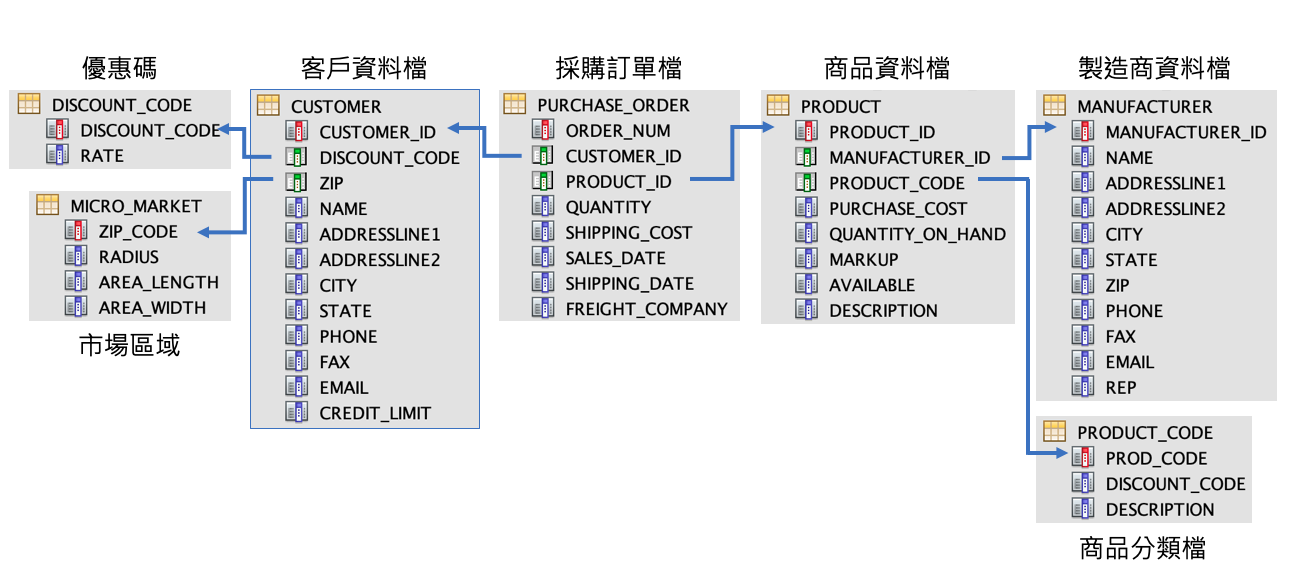 優惠碼
DISCOUNT_CODE
DISCOUNT_CODE
RATE
MICRO_MARKET
ZIP_CODE
RADIUS
AREA_LENGTH
AREA_WIDTH
市場區域
客戶資料檔
CUSTOMER
CUSTOMER_ID
DISCOUNT_CODE
ZIP
NAME
ADDRESSLINE1
ADDRESSLINE2
CITY
STATE
PHONE
FAX
EMAIL
CREDIT_LIMIT
採購訂單檔
PURCHASE_ORDER
ORDER_NUM
CUSTOMER_ID
PRODUCT_ID
QUANTITY
SHIPPING_COST
SALES_DATE
SHIPPING_DATE
FREIGHT_COMPANY
商品資料檔
PRODUCT
PRODUCT_ID
MANUFACTURER_ID
PRODUCT_CODE
PURCHASE_COST
QUANTITY_ON_HAND
MARKUP
AVAILABLE
DESCRIPTION
製造商資料檔
MANUFACTURER
MANUFACTURER_ID
NAME
ADDRESSLINE1
ADDRESSLINE2
CITY
STATE
ZIP
PHONE
FAX
EMAIL
REP
PRODUCT_CODE
PROD_CODE
DISCOUNT_CODE
DESCRIPTION
商品分類檔